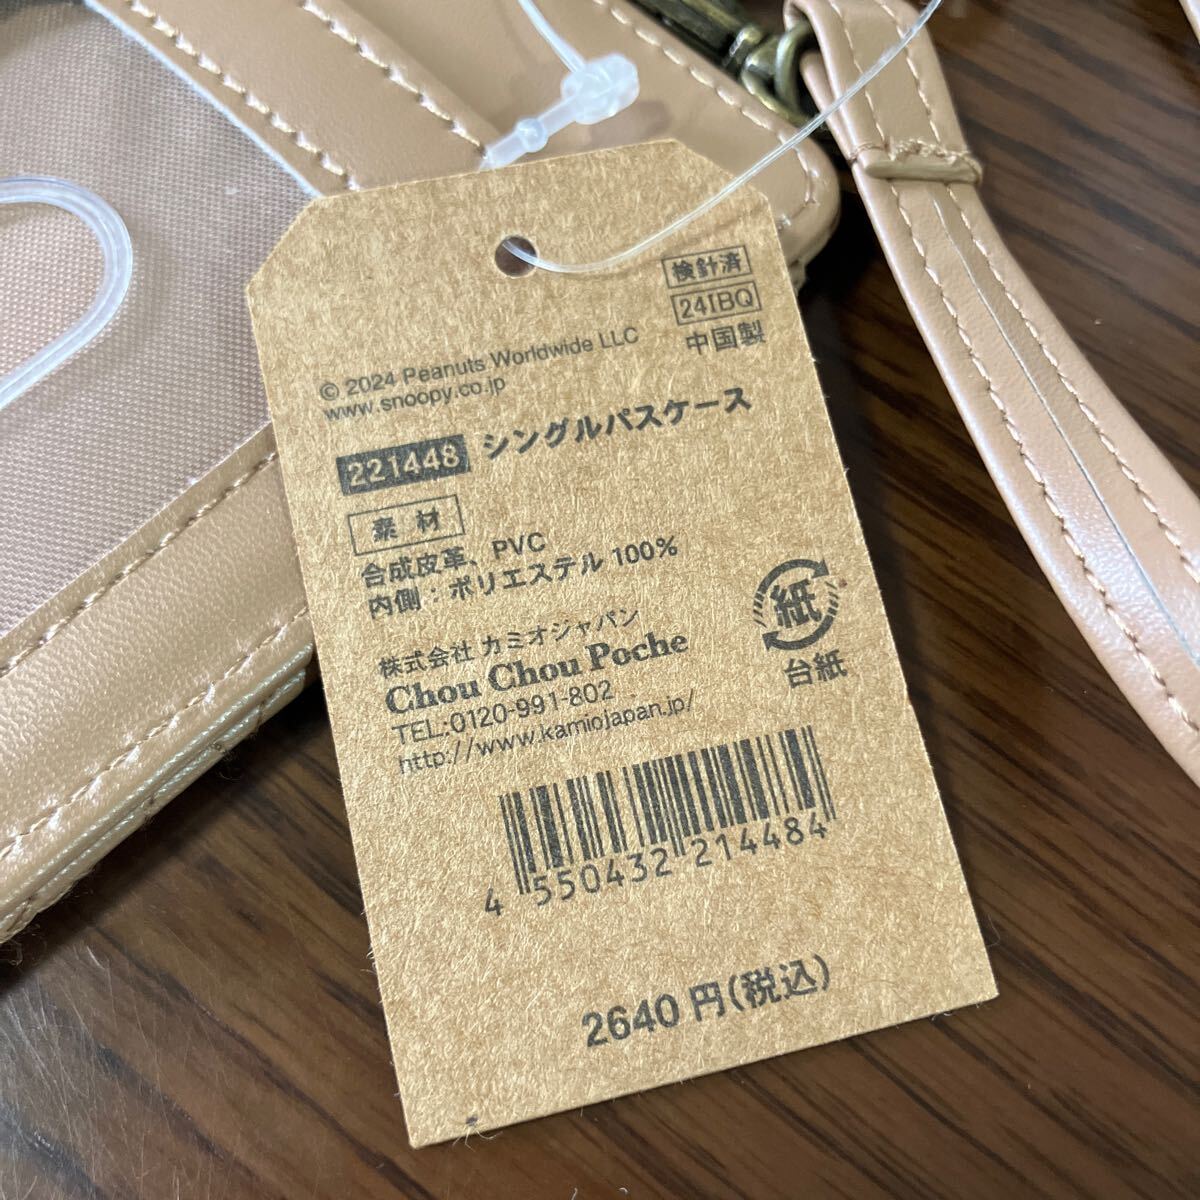 検針済
24IBQ
中国製
© 2024 Peanuts Worldwide LLC
www.snoopy.co.jp
221448 シングルパスケース
素材
合成皮革、PVC
内側：ポリエステル 100%
株式会社 カミオジャパン
Chou Chou Poche
TEL:0120-991-802
http://www.kamiojapan.jp/
紙
台紙
4 550432 214484
2640 円(税込)